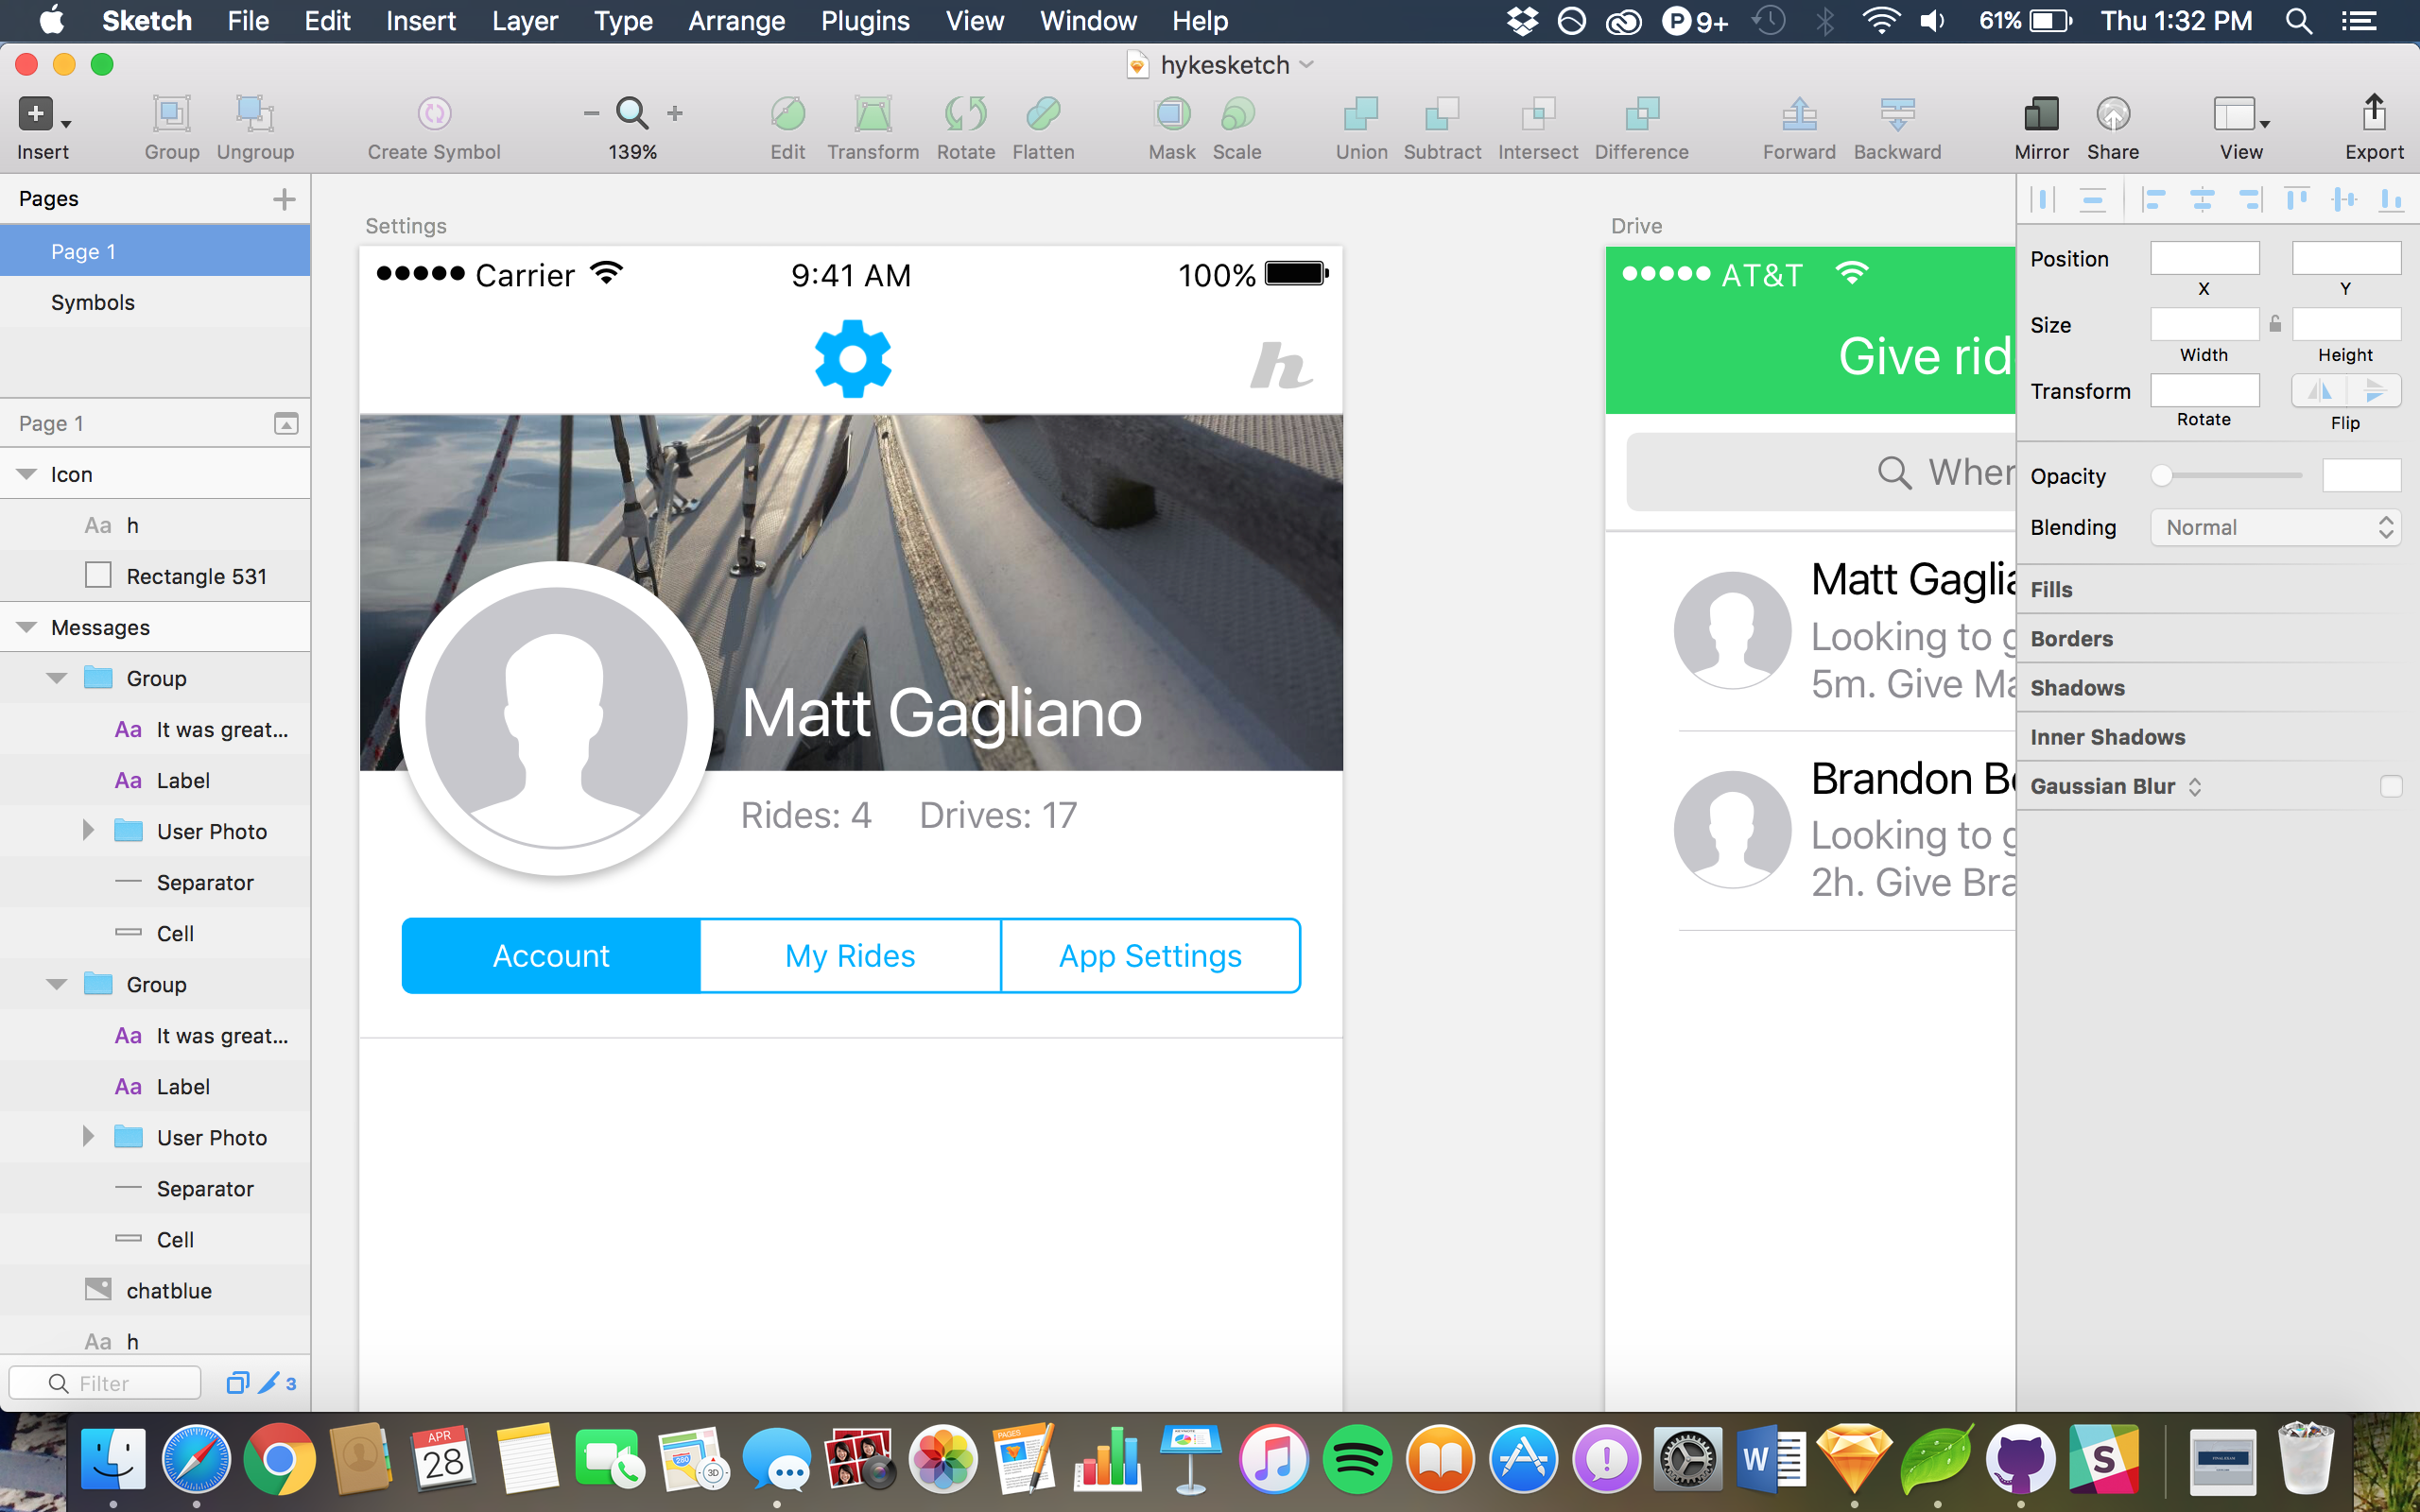 Sketch File Edit Insert Layer Type Arrange Plugins View Window Help
9+ 61% Thu 1:32 PM
hykesketch
Insert Group Ungroup Create Symbol 139% Edit Transform Rotate Flatten Mask Scale Union Subtract Intersect Difference Forward Backward Mirror Share View Export
Pages
Page 1
Symbols
Page 1
Icon
Aa h
Rectangle 531
Messages
Group
Aa It was great...
Aa Label
User Photo
Separator
Cell
Group
Aa It was great...
Aa Label
User Photo
Separator
Cell
chatblue
Aa h
Filter
3
Settings
Carrier 9:41 AM 100%
h
Matt Gagliano
Rides: 4 Drives: 17
Account My Rides App Settings
Drive
AT&T
Give rid
Wher
Matt Gaglia
Looking to g
5m. Give Ma
Brandon Be
Looking to g
2h. Give Bra
Position
X Y
Size
Width Height
Transform
Rotate Flip
Opacity
Blending Normal
Fills
Borders
Shadows
Inner Shadows
Gaussian Blur
APR
28
280
3D
PAGES
W
S